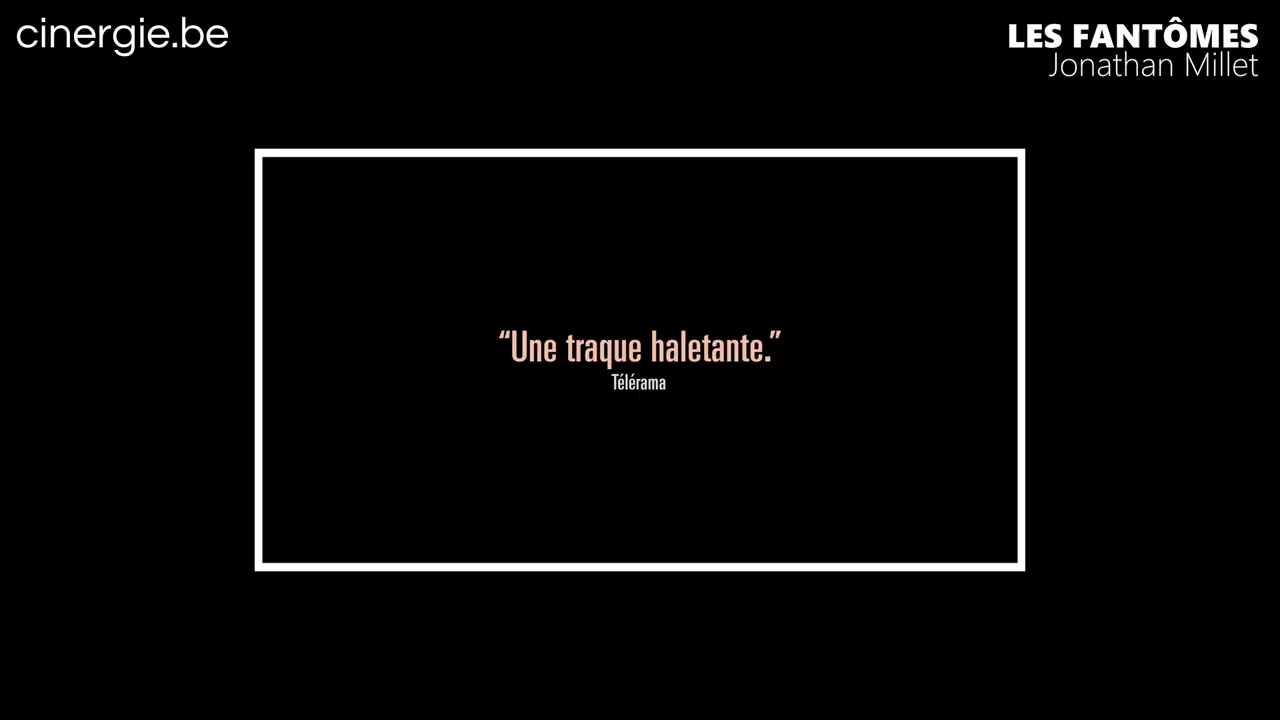 cinergie.be
LES FANTÔMES
Jonathan Millet
“Une traque haletante.”
Télérama